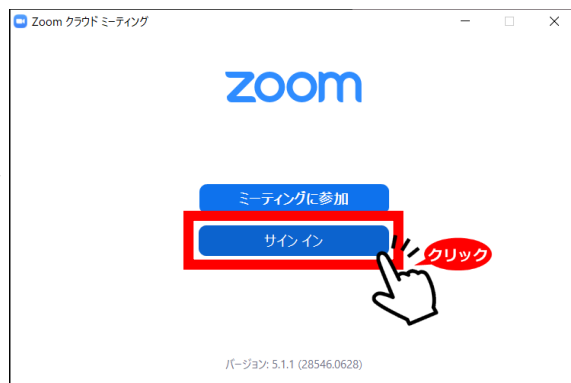 Zoom クラウド ミーティング
zoom
ミーティングに参加
サインイン
クリック
バージョン: 5.1.1 (28546.0628)